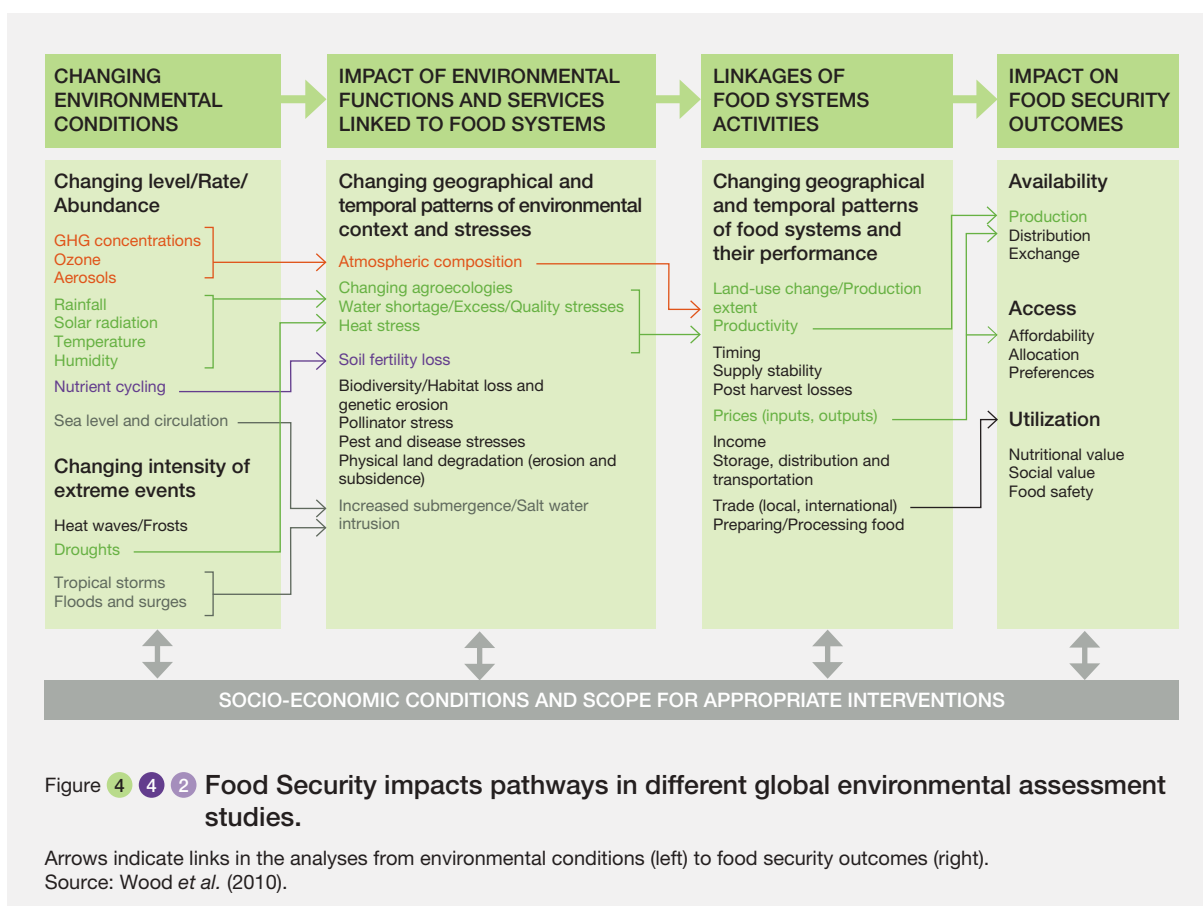 CHANGING
ENVIRONMENTAL
CONDITIONS
IMPACT OF ENVIRONMENTAL
FUNCTIONS AND SERVICES
LINKED TO FOOD SYSTEMS
LINKAGES OF
FOOD SYSTEMS
ACTIVITIES
IMPACT ON
FOOD SECURITY
OUTCOMES
Changing level/Rate/
Abundance
GHG concentrations
Ozone
Aerosols
Rainfall
Solar radiation
Temperature
Humidity
Nutrient cycling
Sea level and circulation
Changing intensity of
extreme events
Heat waves/Frosts
Droughts
Tropical storms
Floods and surges
Changing geographical and
temporal patterns of environmental
context and stresses
Atmospheric composition
Changing agroecologies
Water shortage/Excess/Quality stresses
Heat stress
Soil fertility loss
Biodiversity/Habitat loss and
genetic erosion
Pollinator stress
Pest and disease stresses
Physical land degradation (erosion and
subsidence)
Increased submergence/Salt water
intrusion
Changing geographical
and temporal patterns
of food systems and
their performance
Land-use change/Production
extent
Productivity
Timing
Supply stability
Post harvest losses
Prices (inputs, outputs)
Income
Storage, distribution and
transportation
Trade (local, international)
Preparing/Processing food
Availability
Production
Distribution
Exchange
Access
Affordability
Allocation
Preferences
Utilization
Nutritional value
Social value
Food safety
SOCIO-ECONOMIC CONDITIONS AND SCOPE FOR APPROPRIATE INTERVENTIONS
Figure 4 4 2 Food Security impacts pathways in different global environmental assessment
studies.
Arrows indicate links in the analyses from environmental conditions (left) to food security outcomes (right).
Source: Wood et al. (2010).